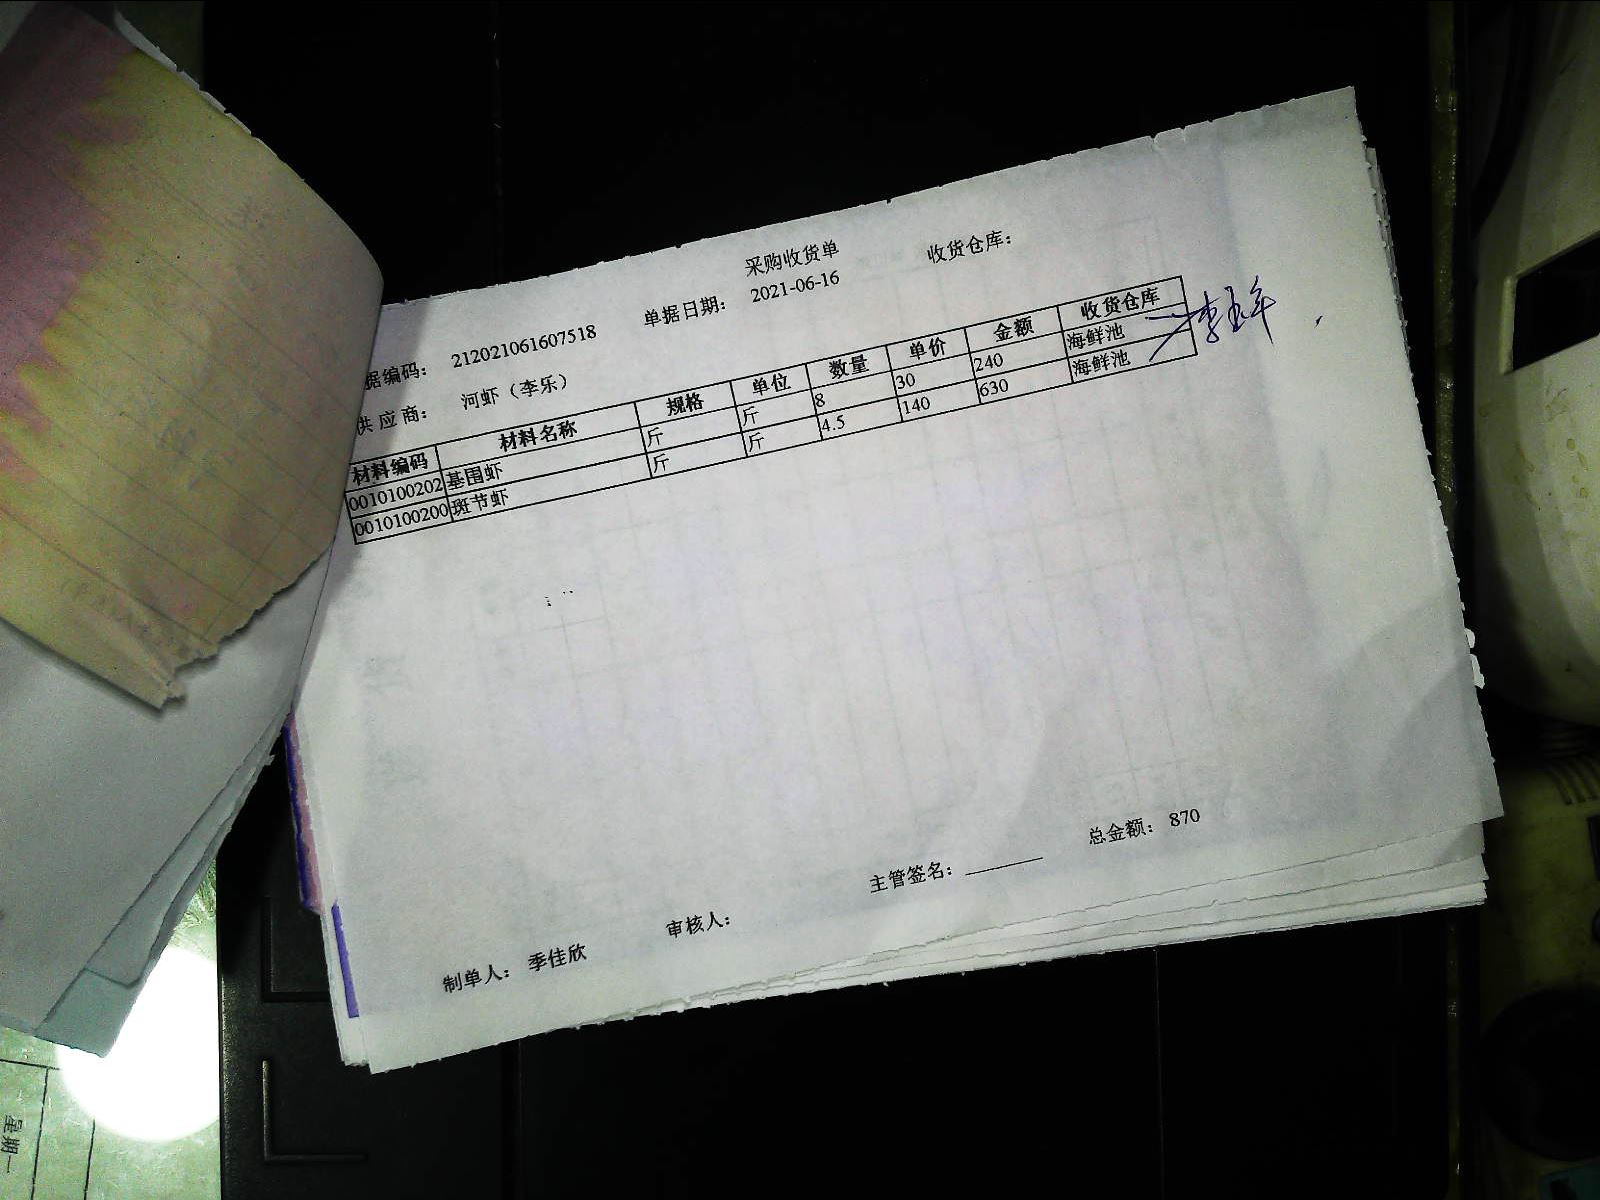 采购收货单
据编码： 212021061607518 单据日期： 2021-06-16 收货仓库：
供应商： 河虾（李乐）
材料编码 材料名称 规格 单位 数量 单价 金额 收货仓库
0010100202 基围虾 斤 斤 8 30 240 海鲜池
0010100200 斑节虾 斤 斤 4.5 140 630 海鲜池
制单人： 季佳欣 审核人： 主管签名： 总金额： 870
星期一